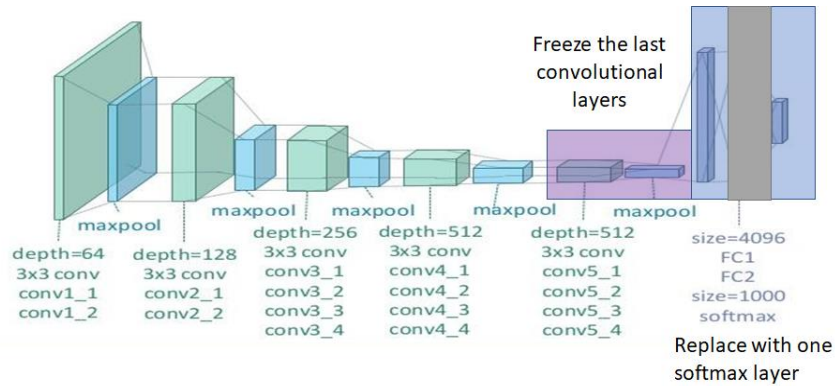 Freeze the last
convolutional
layers
maxpool
maxpool
maxpool
maxpool
maxpool
depth=64
3x3 conv
conv1_1
conv1_2
depth=128
3x3 conv
conv2_1
conv2_2
depth=256
3x3 conv
conv3_1
conv3_2
conv3_3
conv3_4
depth=512
3x3 conv
conv4_1
conv4_2
conv4_3
conv4_4
depth=512
3x3 conv
conv5_1
conv5_2
conv5_3
conv5_4
size=4096
FC1
FC2
size=1000
softmax
Replace with one
softmax layer